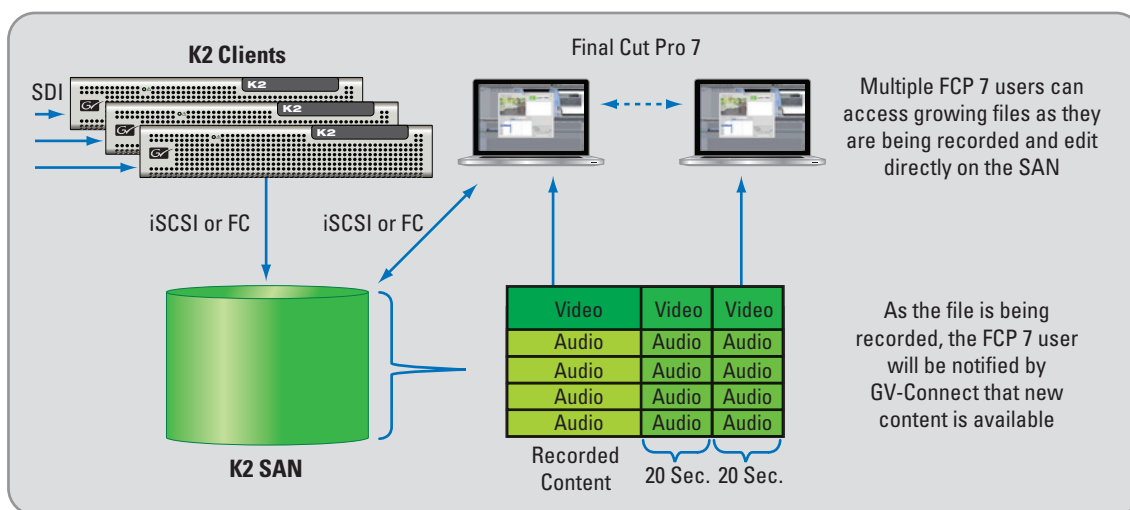 K2 Clients
SDI
K2
K2
K2
GV
GV
GV
Final Cut Pro 7
Multiple FCP 7 users can
access growing files as they
are being recorded and edit
directly on the SAN
iSCSI or FC
iSCSI or FC
K2 SAN
Video Video Video
Audio Audio Audio
Audio Audio Audio
Audio Audio Audio
Audio Audio Audio
Recorded
Content
20 Sec. 20 Sec.
As the file is being
recorded, the FCP 7 user
will be notified by
GV-Connect that new
content is available